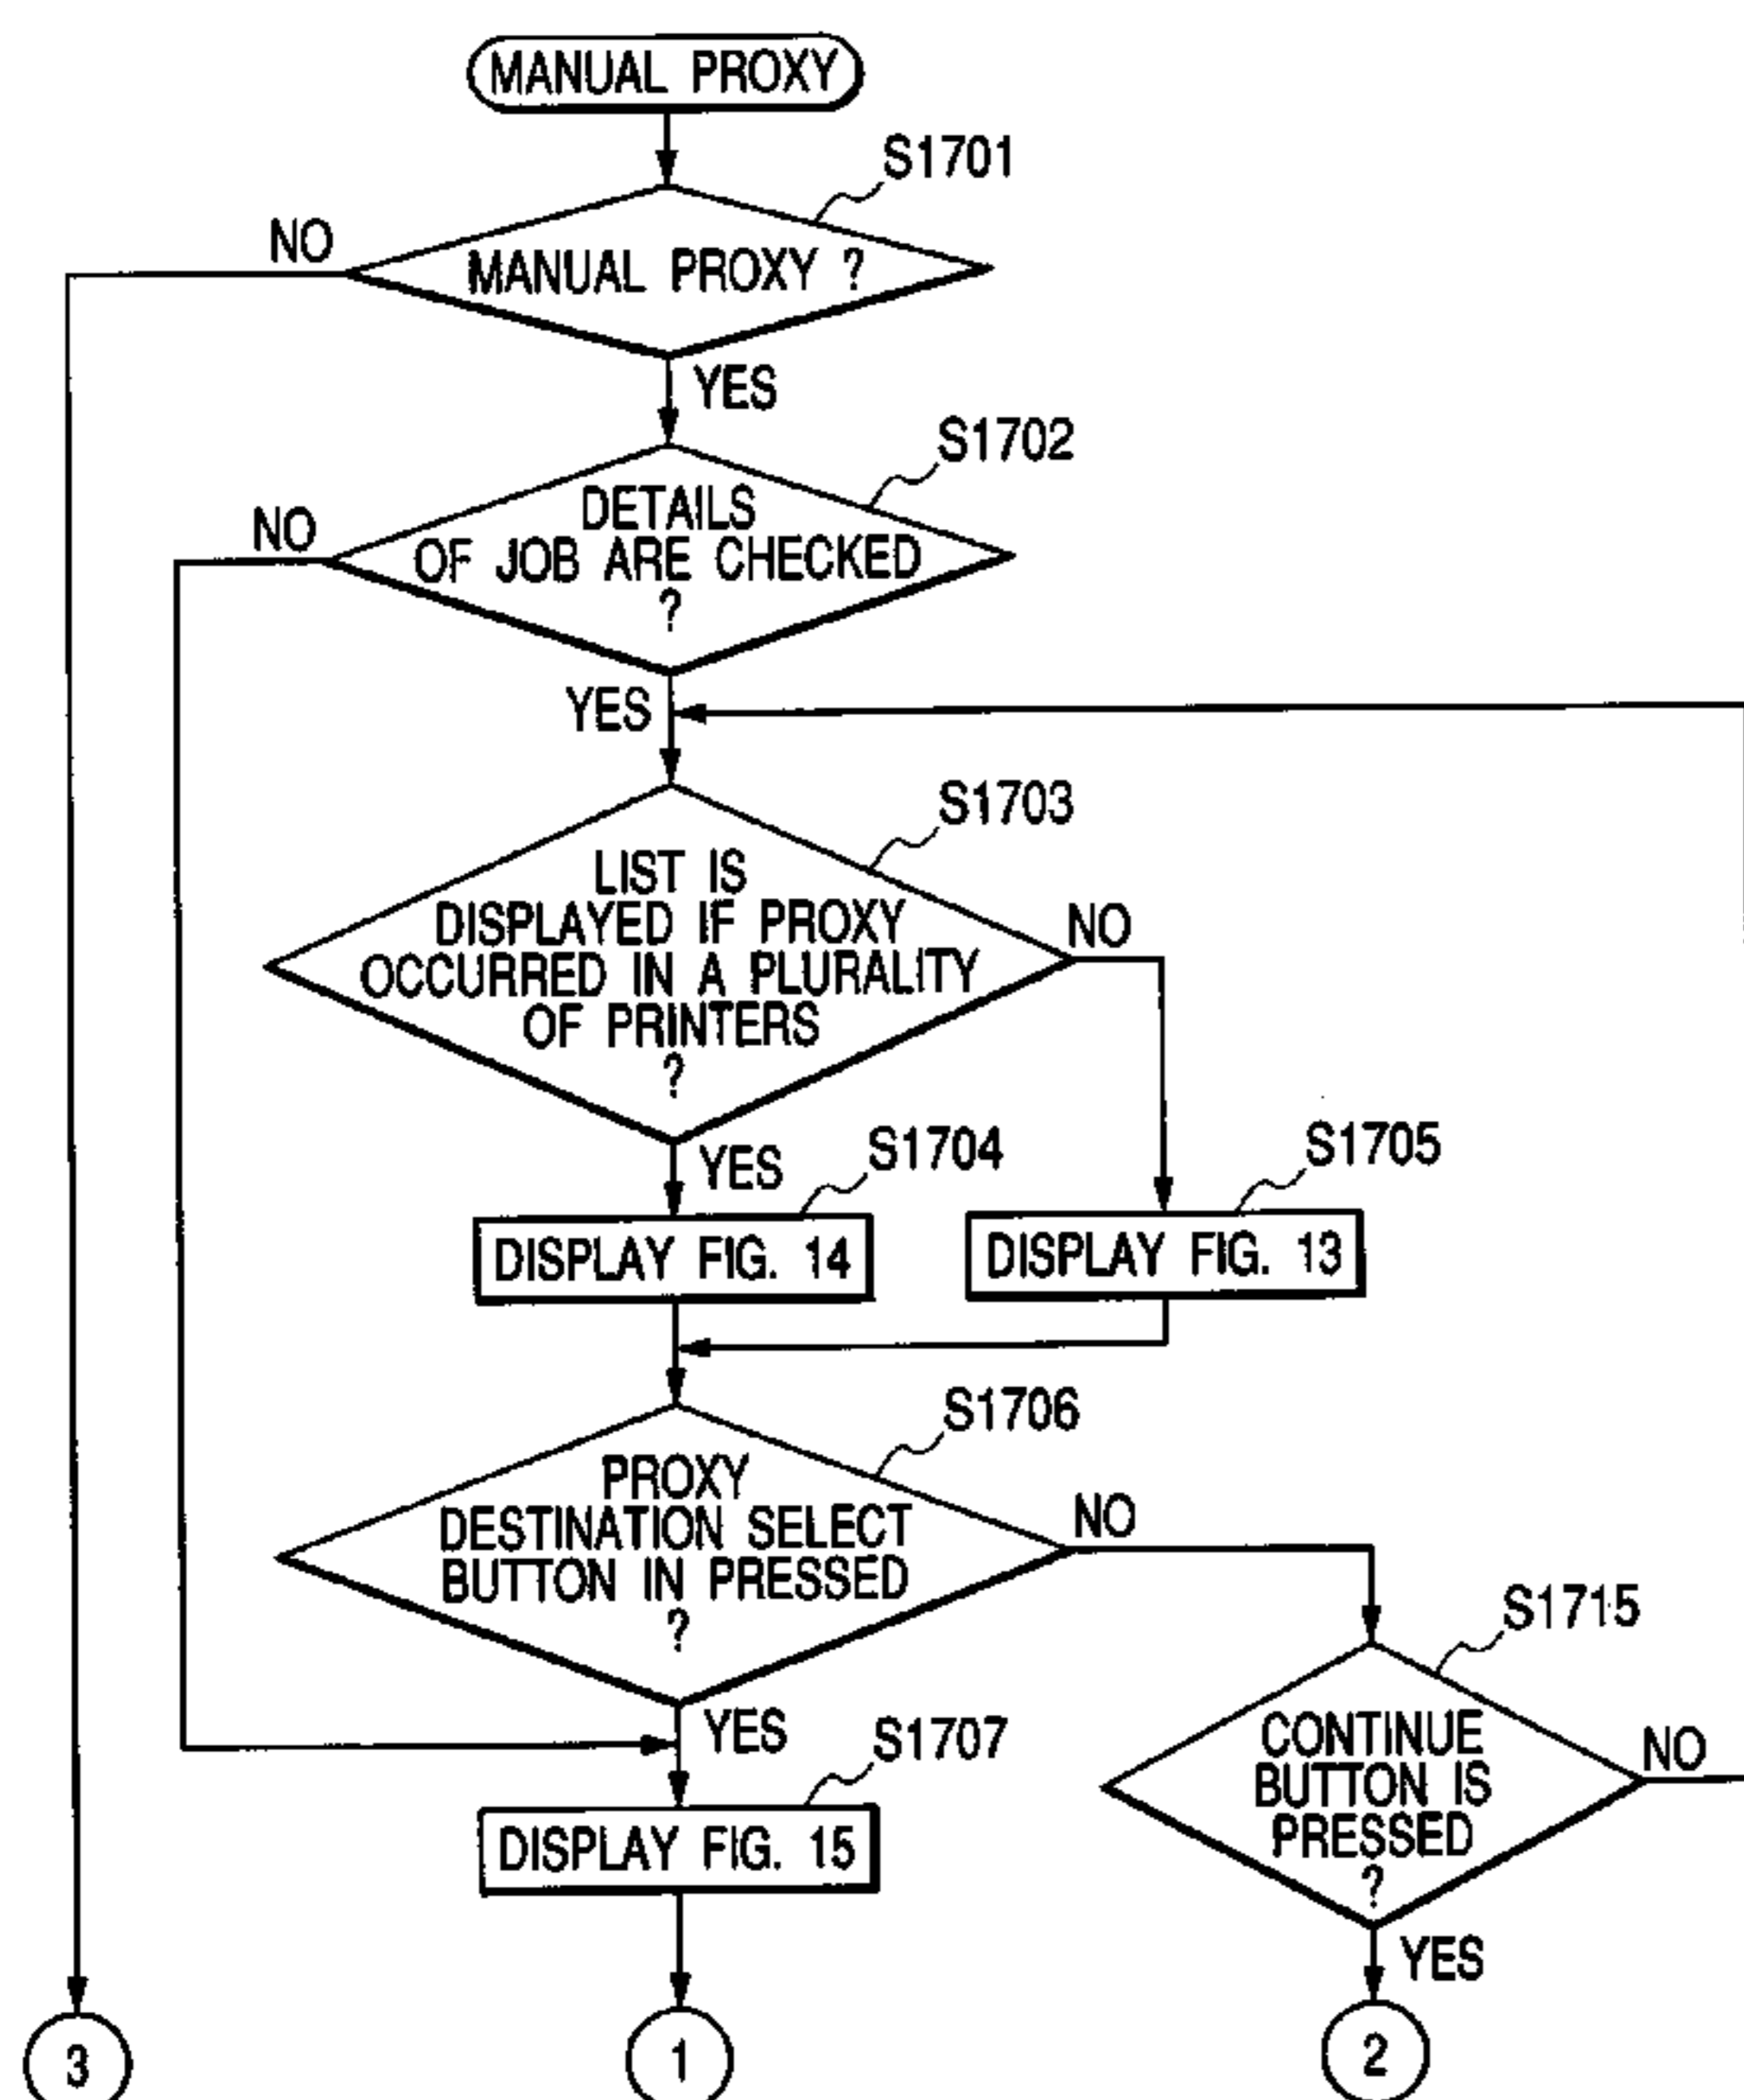 MANUAL PROXY
S1701
NO
MANUAL PROXY ?
YES
S1702
NO
DETAILS
OF JOB ARE CHECKED
?
YES
S1703
LIST IS
DISPLAYED IF PROXY
OCCURRED IN A PLURALITY
OF PRINTERS
?
NO
YES
S1704
S1705
DISPLAY FIG. 14
DISPLAY FIG. 13
S1706
PROXY
DESTINATION SELECT
BUTTON IN PRESSED
?
NO
S1715
YES
S1707
CONTINUE
BUTTON IS
PRESSED
?
NO
DISPLAY FIG. 15
YES
3
1
2